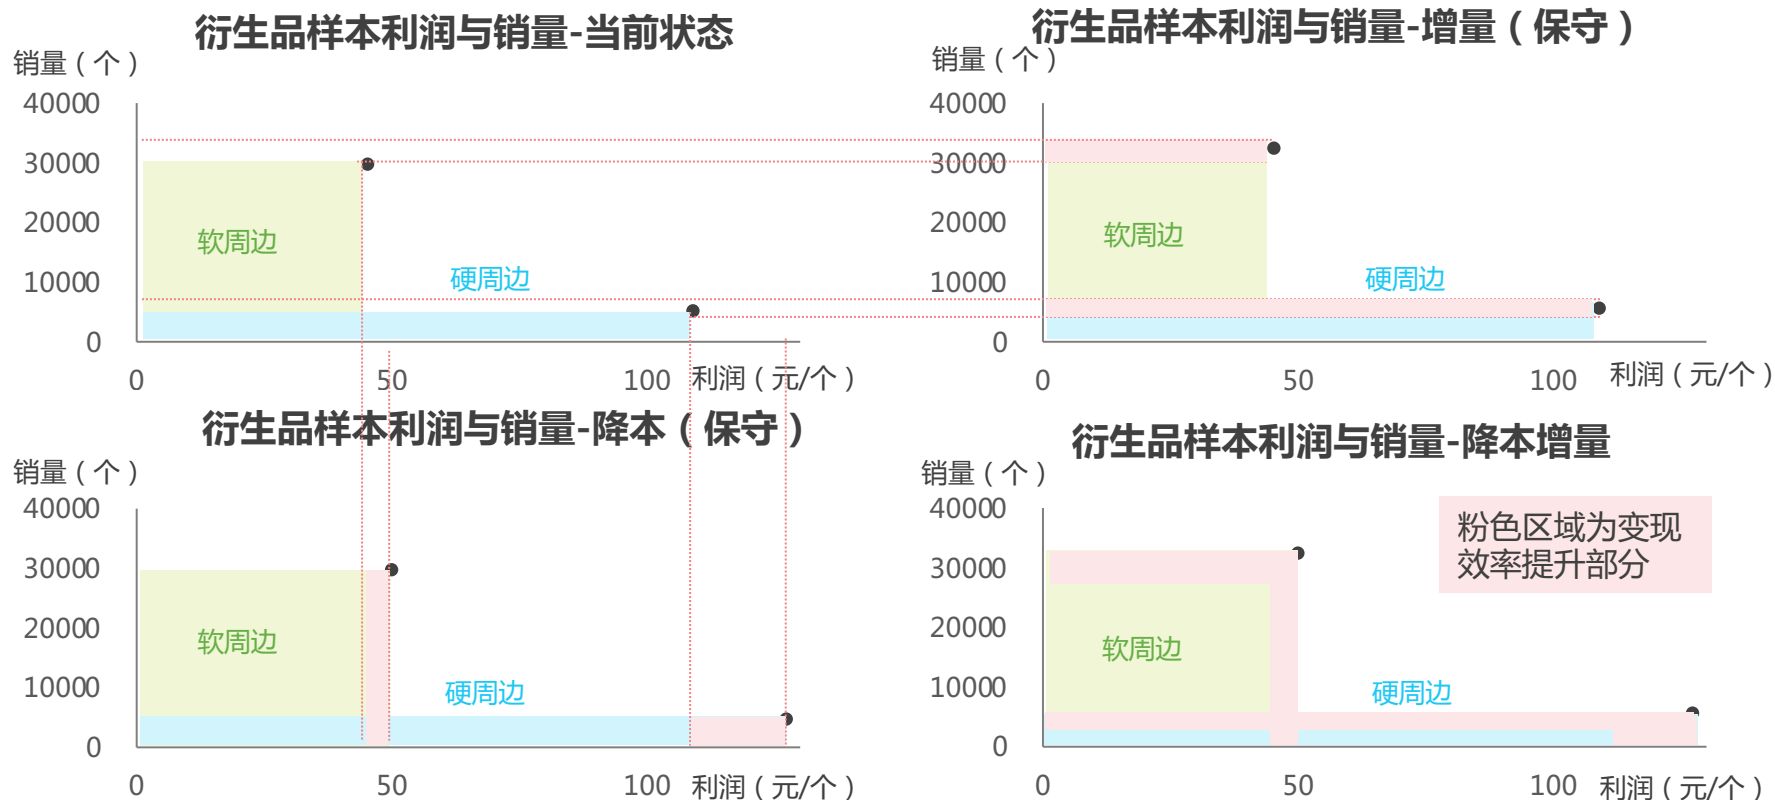 衍生品样本利润与销量-当前状态
销量（个）
40000
30000
20000
10000
0
软周边
硬周边
0
50
100
利润（元/个）
衍生品样本利润与销量-增量（保守）
销量（个）
40000
30000
20000
10000
0
软周边
硬周边
0
50
100
利润（元/个）
衍生品样本利润与销量-降本（保守）
销量（个）
40000
30000
20000
10000
0
软周边
硬周边
0
50
100
利润（元/个）
衍生品样本利润与销量-降本增量
销量（个）
40000
30000
20000
10000
0
粉色区域为变现
效率提升部分
软周边
硬周边
0
50
100
利润（元/个）